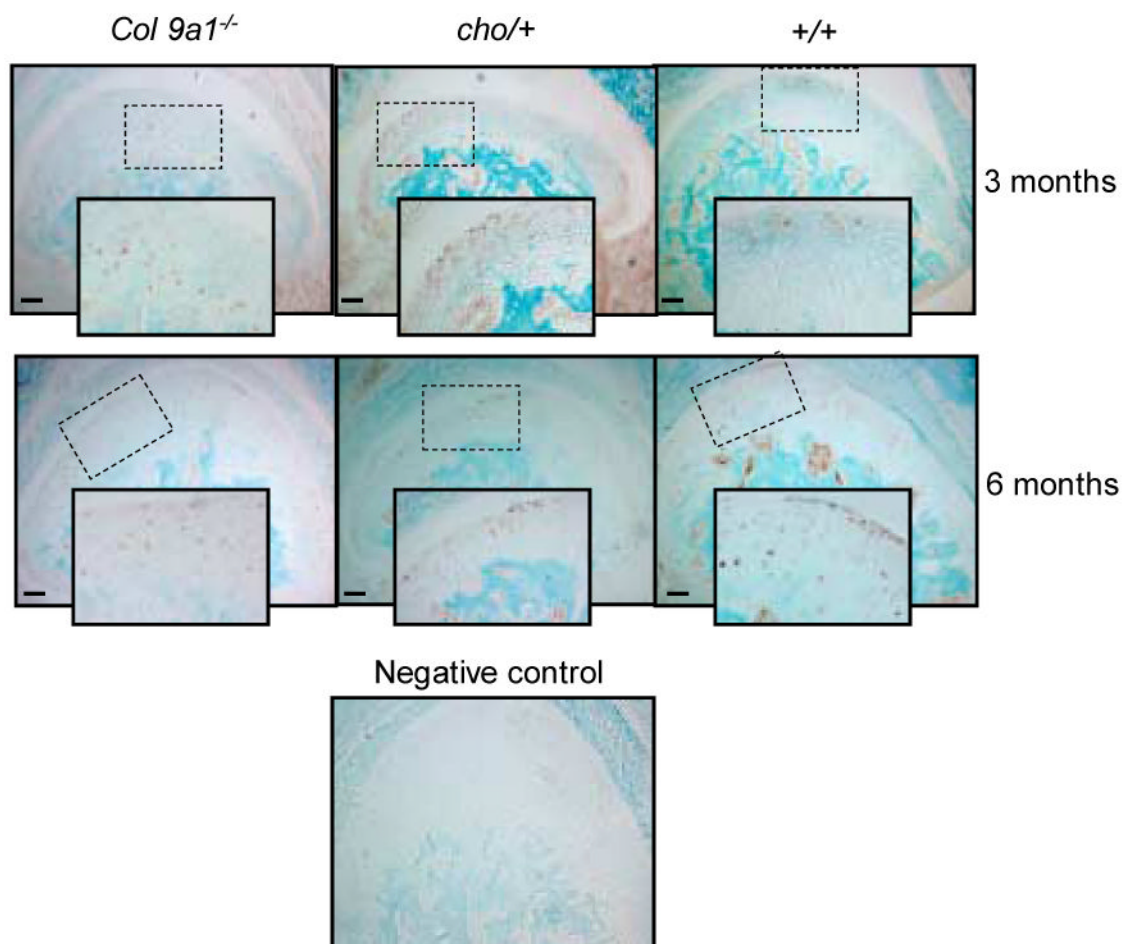 Col 9a1-/- cho/+ +/+
3 months
6 months
Negative control